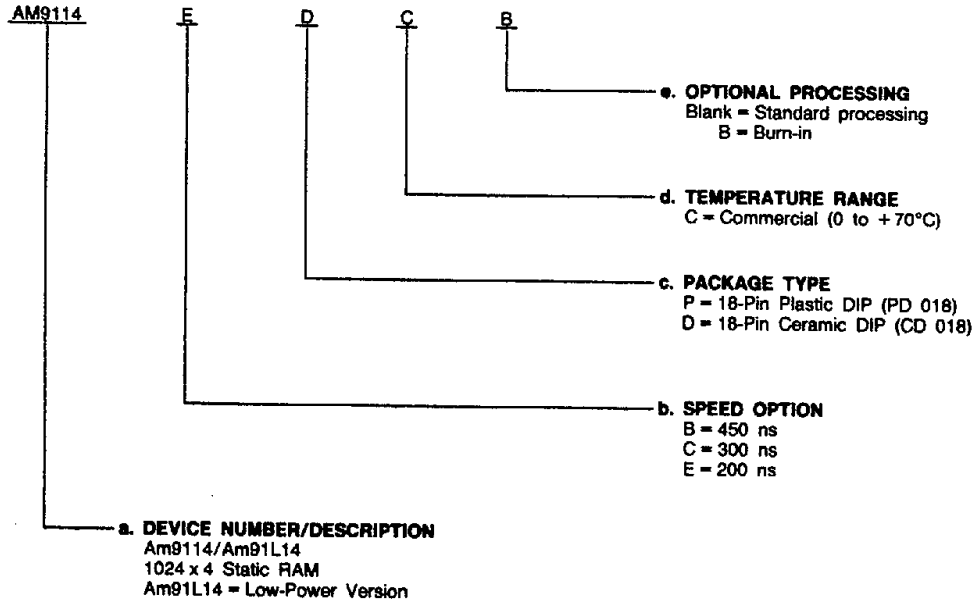 AM9114 E D C B
e. OPTIONAL PROCESSING
Blank = Standard processing
B = Burn-in
d. TEMPERATURE RANGE
C = Commercial (0 to +70°C)
c. PACKAGE TYPE
P = 18-Pin Plastic DIP (PD 018)
D = 18-Pin Ceramic DIP (CD 018)
b. SPEED OPTION
B = 450 ns
C = 300 ns
E = 200 ns
a. DEVICE NUMBER/DESCRIPTION
Am9114/Am91L14
1024 x 4 Static RAM
Am91L14 = Low-Power Version